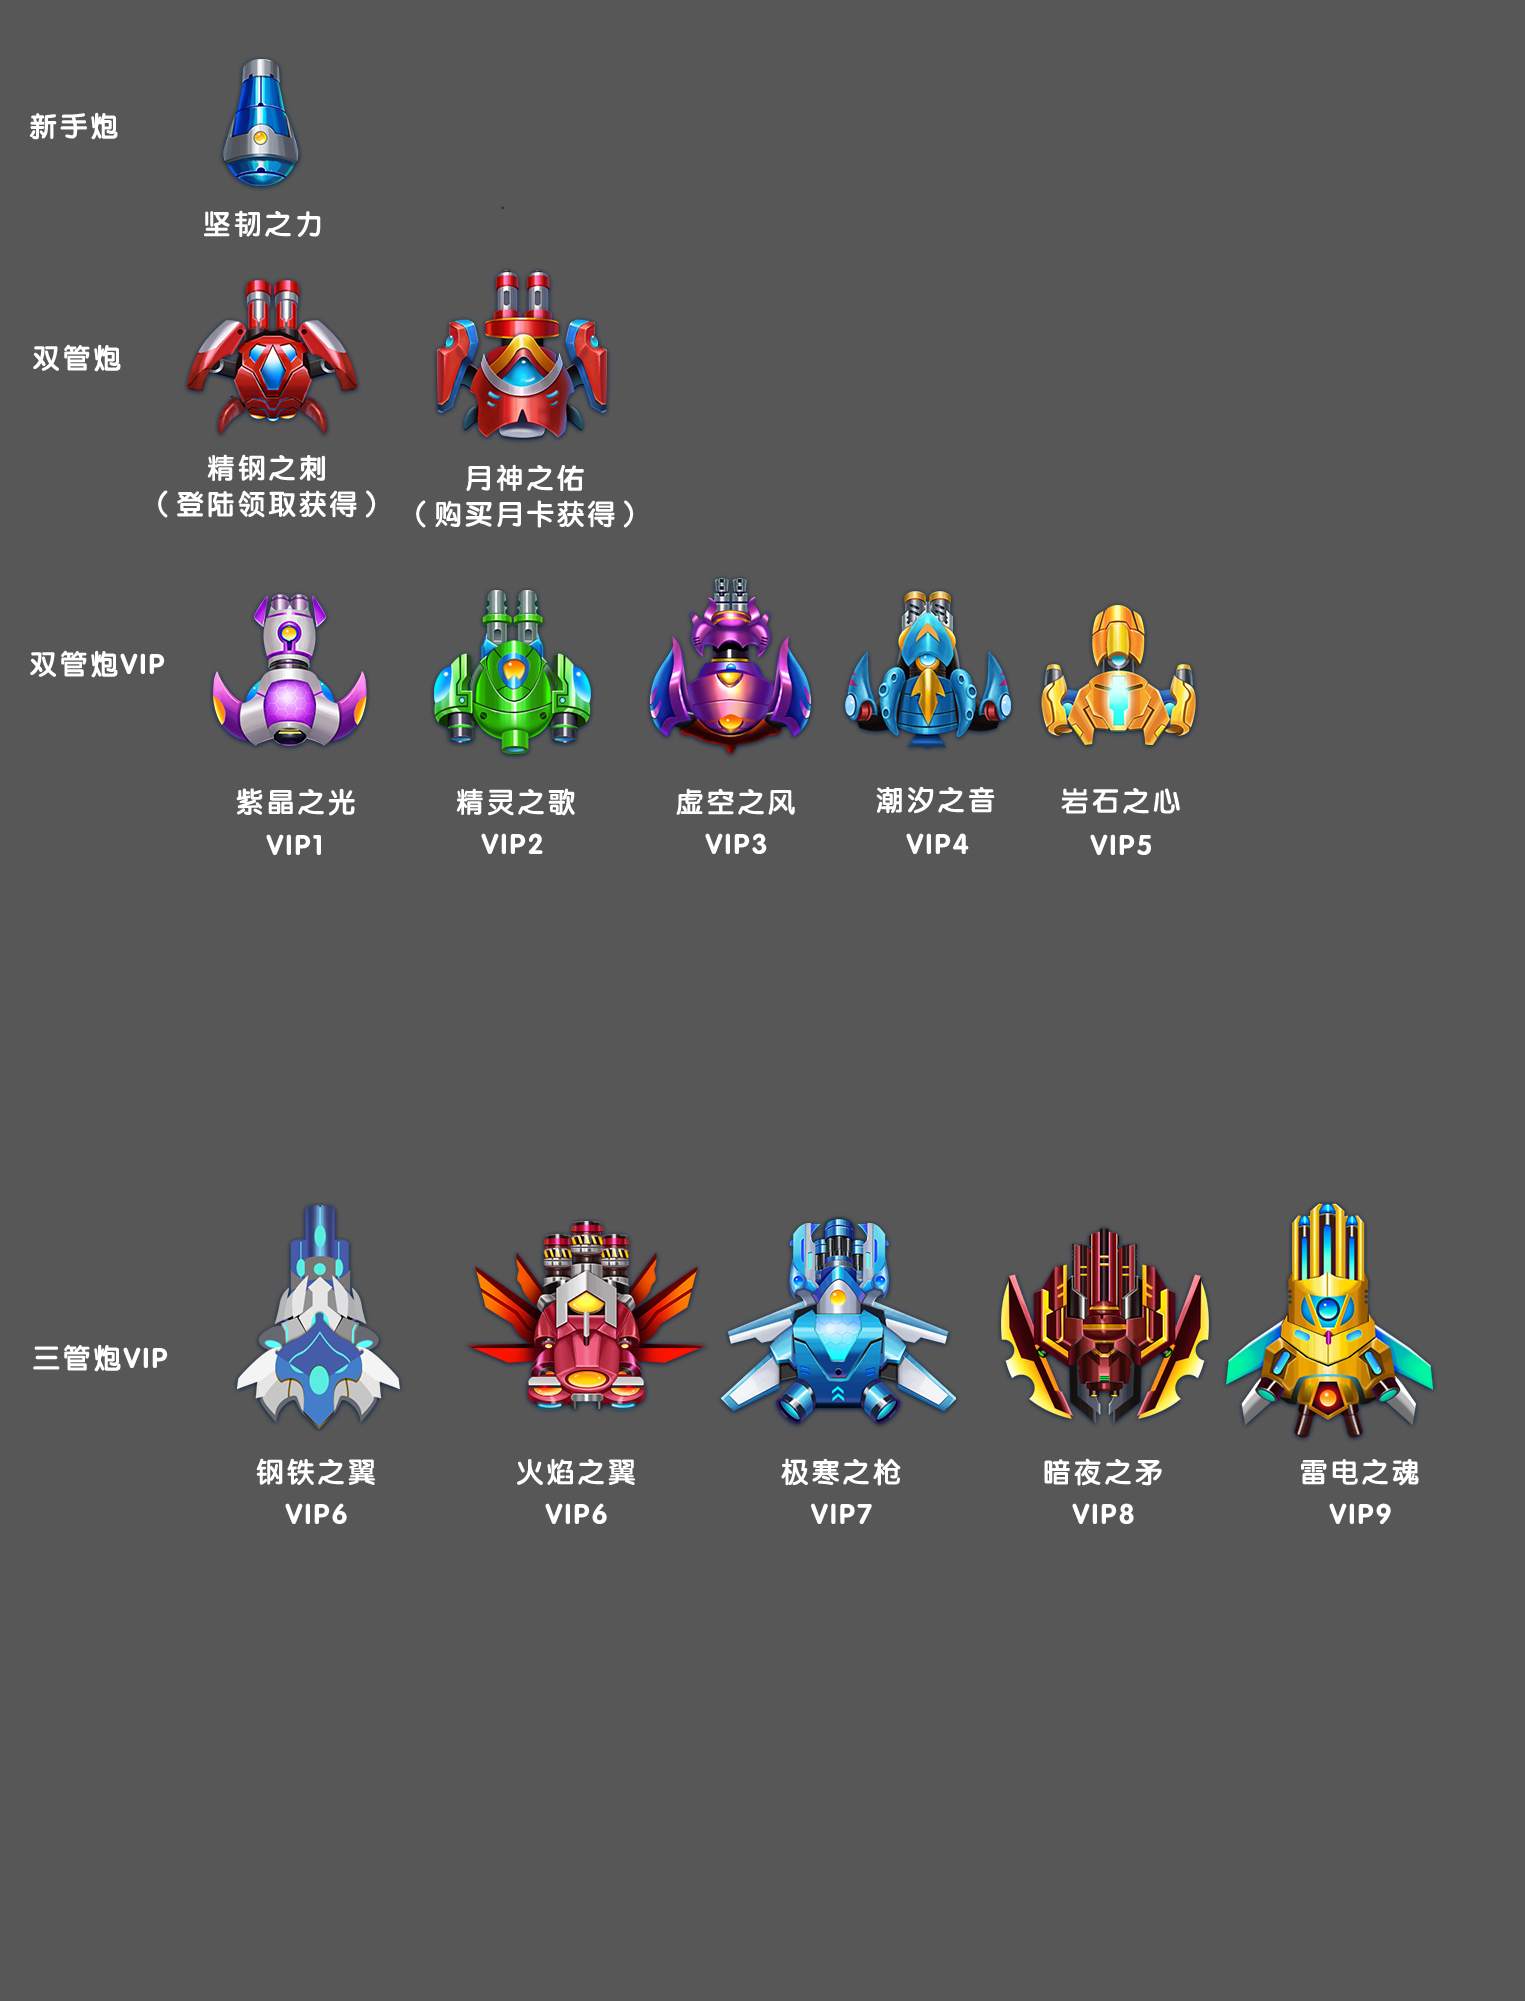 新手炮
坚韧之力
双管炮
精钢之刺
（登陆领取获得）
月神之佑
（购买月卡获得）
双管炮VIP
紫晶之光
VIP1
精灵之歌
VIP2
虚空之风
VIP3
潮汐之音
VIP4
岩石之心
VIP5
三管炮VIP
钢铁之翼
VIP6
火焰之翼
VIP6
极寒之枪
VIP7
暗夜之矛
VIP8
雷电之魂
VIP9